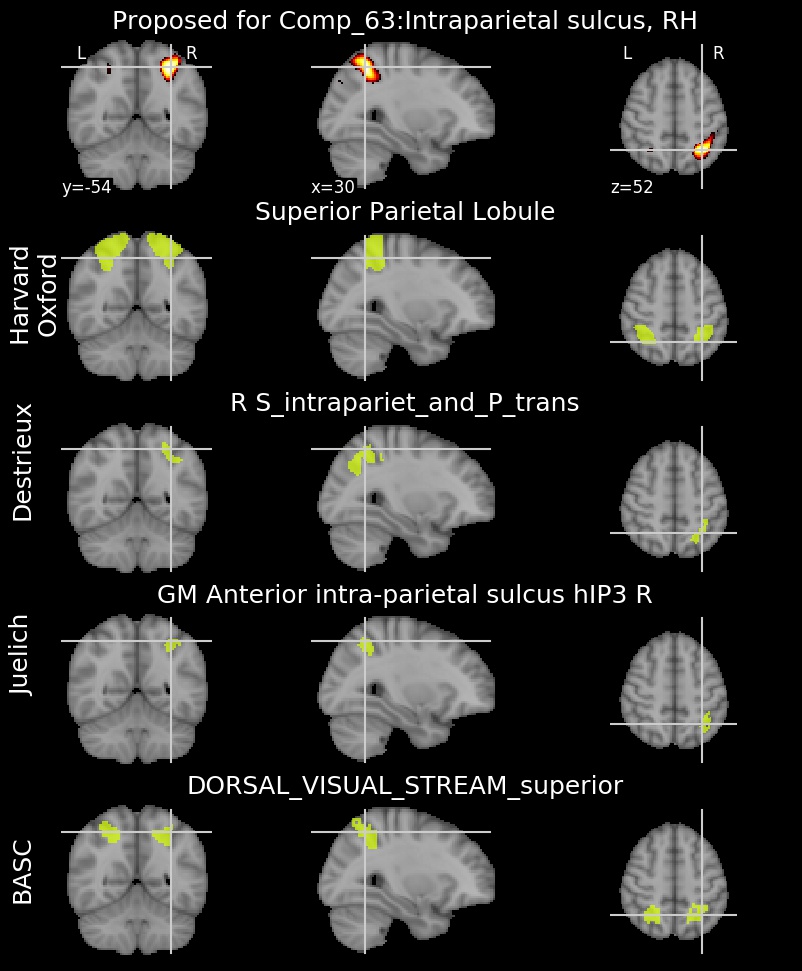 Proposed for Comp_63:Intraparietal sulcus, RH
L R L R
y=-54 x=30 z=52
Superior Parietal Lobule
Harvard
Oxford
R S_intrapariet_and_P_trans
Destrieux
GM Anterior intra-parietal sulcus hIP3 R
Juelich
DORSAL_VISUAL_STREAM_superior
BASC